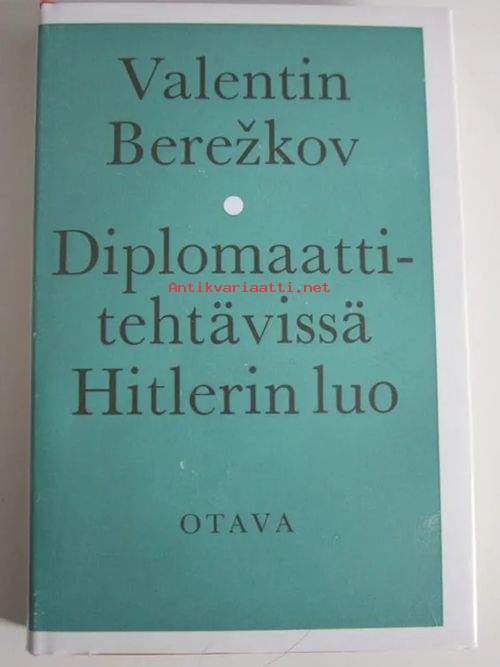 Valentin
Berežkov
Diplomaatti-
Antikvariaatti.net
tehtävissä
Hitlerin luo
OTAVA